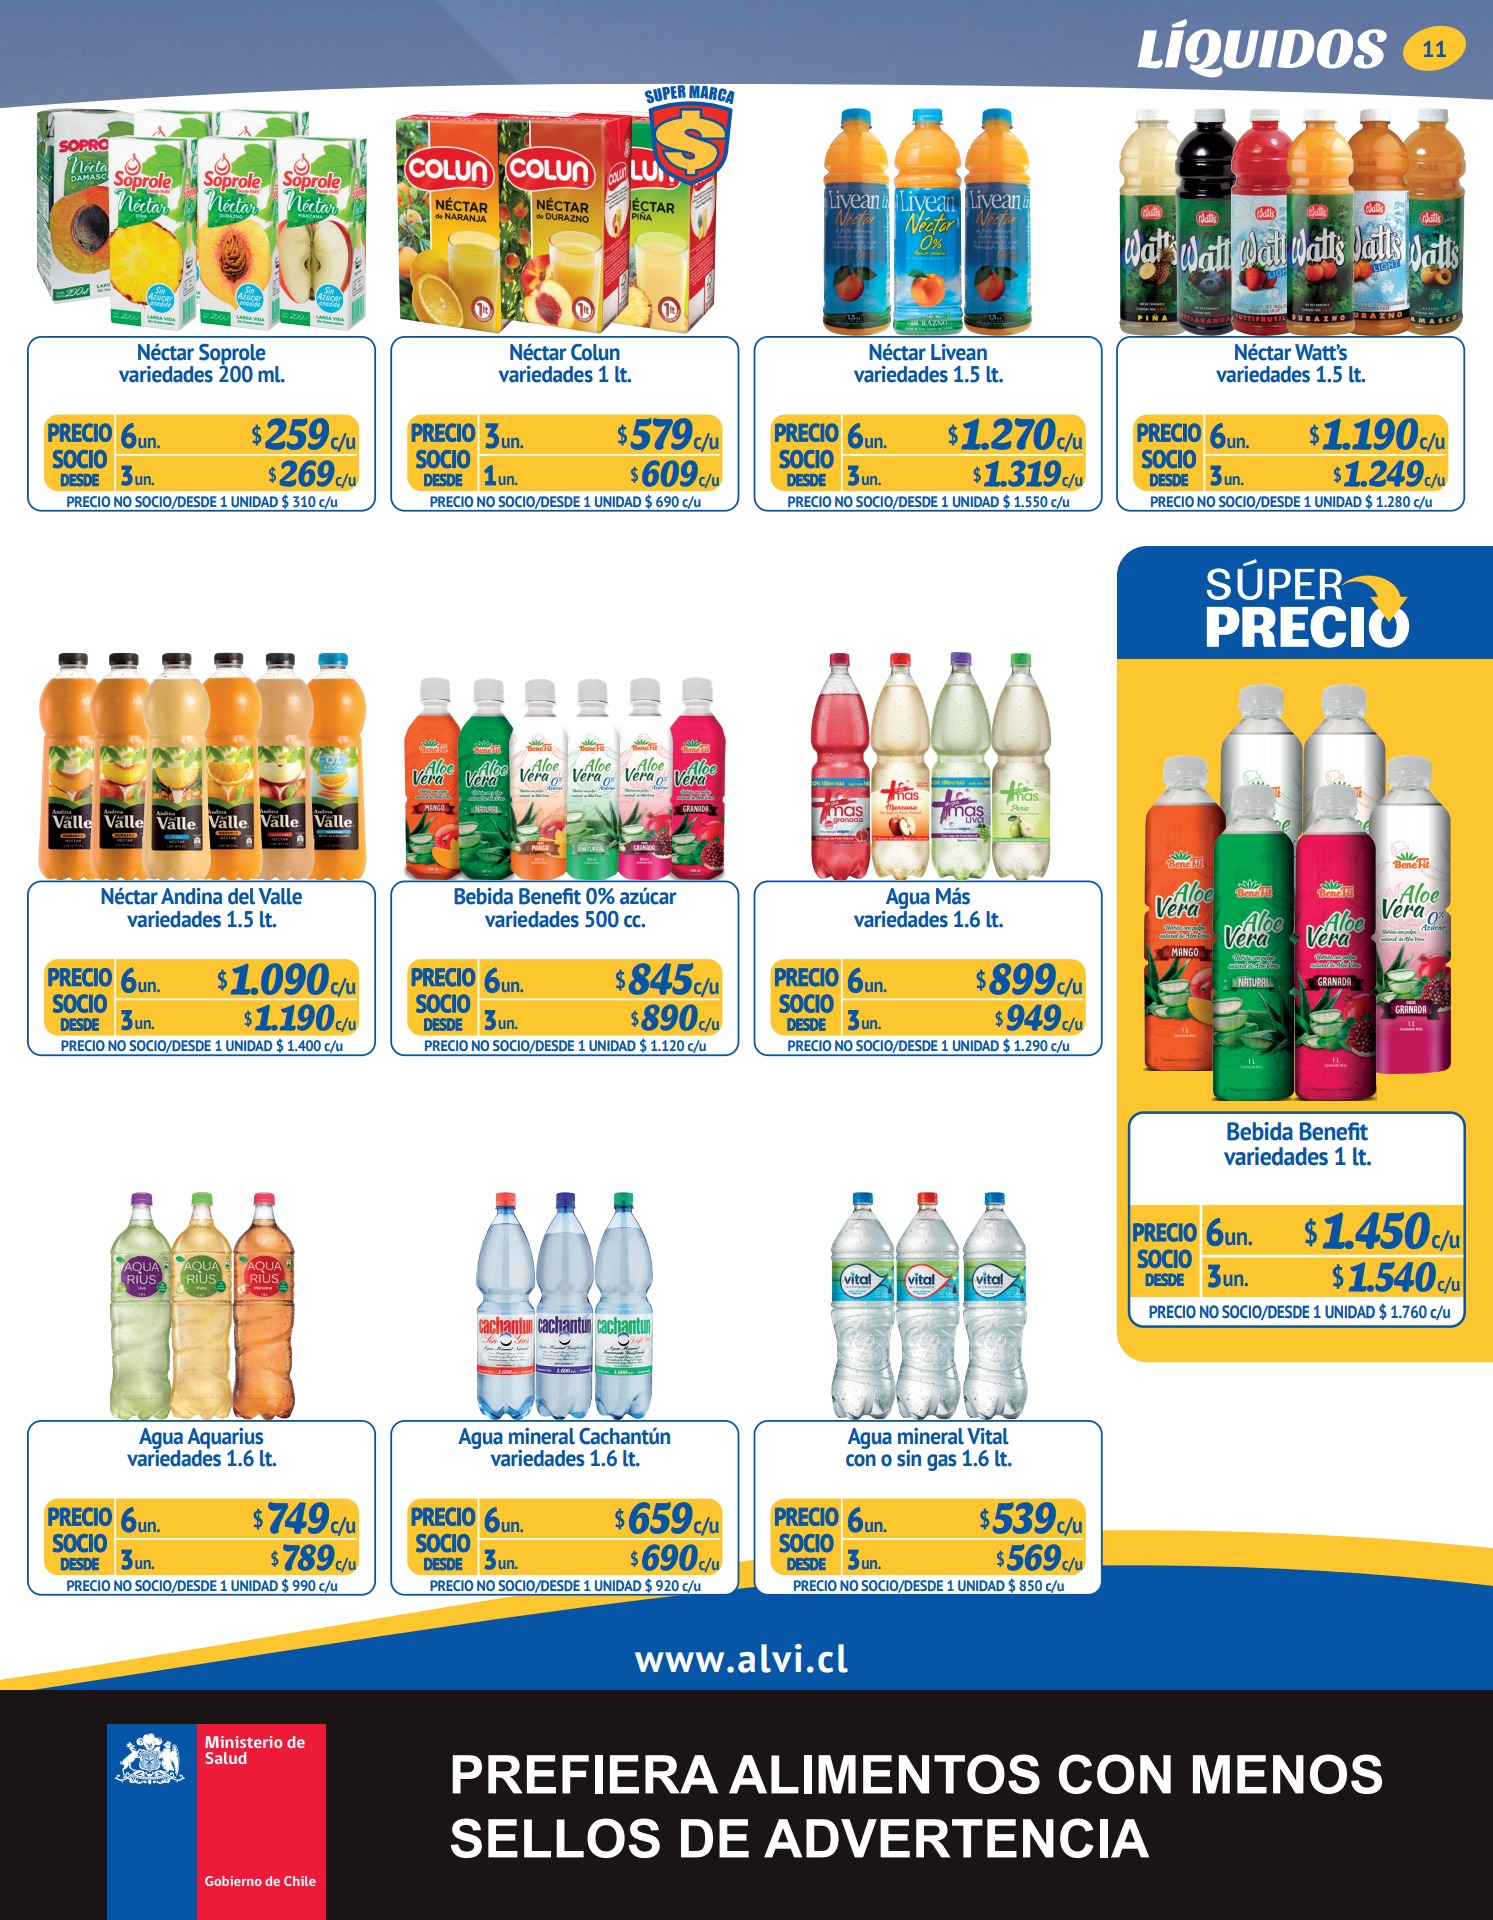 LÍQUIDOS 11
SUPER MARCA
$
Néctar Soprole
variedades 200 ml.
PRECIO SOCIO DESDE
6un. $259c/u
3un. $269c/u
PRECIO NO SOCIO/DESDE 1 UNIDAD $ 310 c/u
Néctar Colun
variedades 1 lt.
PRECIO SOCIO DESDE
3un. $579c/u
1un. $609c/u
PRECIO NO SOCIO/DESDE 1 UNIDAD $ 690 c/u
Néctar Livean
variedades 1.5 lt.
PRECIO SOCIO DESDE
6un. $1.270c/u
3un. $1.319c/u
PRECIO NO SOCIO/DESDE 1 UNIDAD $ 1.550 c/u
Néctar Watt’s
variedades 1.5 lt.
PRECIO SOCIO DESDE
6un. $1.190c/u
3un. $1.249c/u
PRECIO NO SOCIO/DESDE 1 UNIDAD $ 1.280 c/u
Néctar Andina del Valle
variedades 1.5 lt.
PRECIO SOCIO DESDE
6un. $1.090c/u
3un. $1.190c/u
PRECIO NO SOCIO/DESDE 1 UNIDAD $ 1.400 c/u
Bebida Benefit 0% azúcar
variedades 500 cc.
PRECIO SOCIO DESDE
6un. $845c/u
3un. $890c/u
PRECIO NO SOCIO/DESDE 1 UNIDAD $ 1.120 c/u
Agua Más
variedades 1.6 lt.
PRECIO SOCIO DESDE
6un. $899c/u
3un. $949c/u
PRECIO NO SOCIO/DESDE 1 UNIDAD $ 1.290 c/u
SÚPER
PRECIO
Bebida Benefit
variedades 1 lt.
PRECIO SOCIO DESDE
6un. $1.450c/u
3un. $1.540c/u
PRECIO NO SOCIO/DESDE 1 UNIDAD $ 1.760 c/u
Agua Aquarius
variedades 1.6 lt.
PRECIO SOCIO DESDE
6un. $749c/u
3un. $789c/u
PRECIO NO SOCIO/DESDE 1 UNIDAD $ 990 c/u
Agua mineral Cachantún
variedades 1.6 lt.
PRECIO SOCIO DESDE
6un. $659c/u
3un. $690c/u
PRECIO NO SOCIO/DESDE 1 UNIDAD $ 920 c/u
Agua mineral Vital
con o sin gas 1.6 lt.
PRECIO SOCIO DESDE
6un. $539c/u
3un. $569c/u
PRECIO NO SOCIO/DESDE 1 UNIDAD $ 850 c/u
www.alvi.cl
Ministerio de
Salud
Gobierno de Chile
PREFIERA ALIMENTOS CON MENOS
SELLOS DE ADVERTENCIA